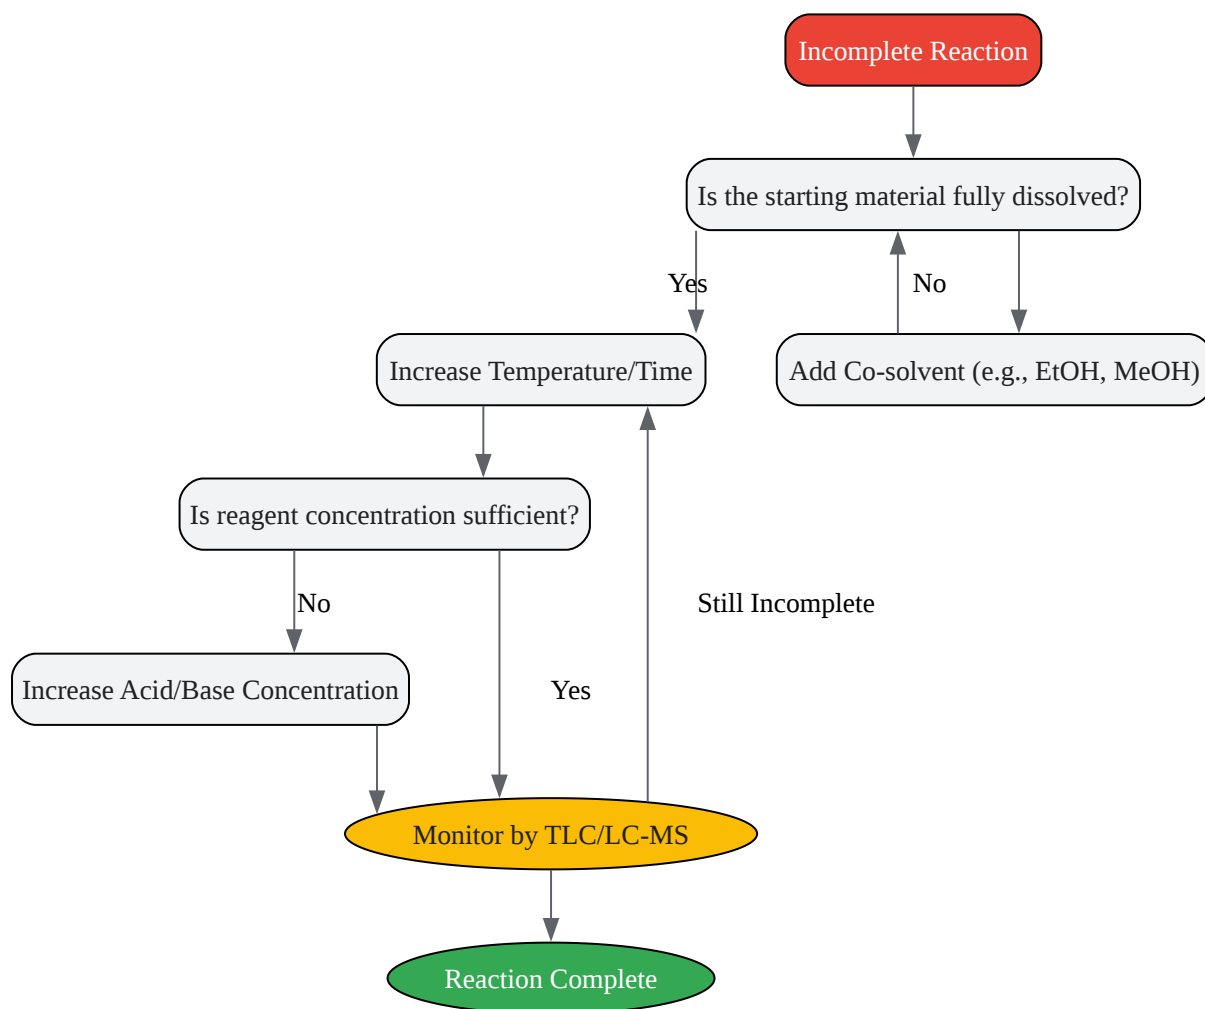 Incomplete Reaction
Is the starting material fully dissolved?
Yes
No
Increase Temperature/Time
Add Co-solvent (e.g., EtOH, MeOH)
Is reagent concentration sufficient?
No
Still Incomplete
Increase Acid/Base Concentration
Yes
Monitor by TLC/LC-MS
Reaction Complete